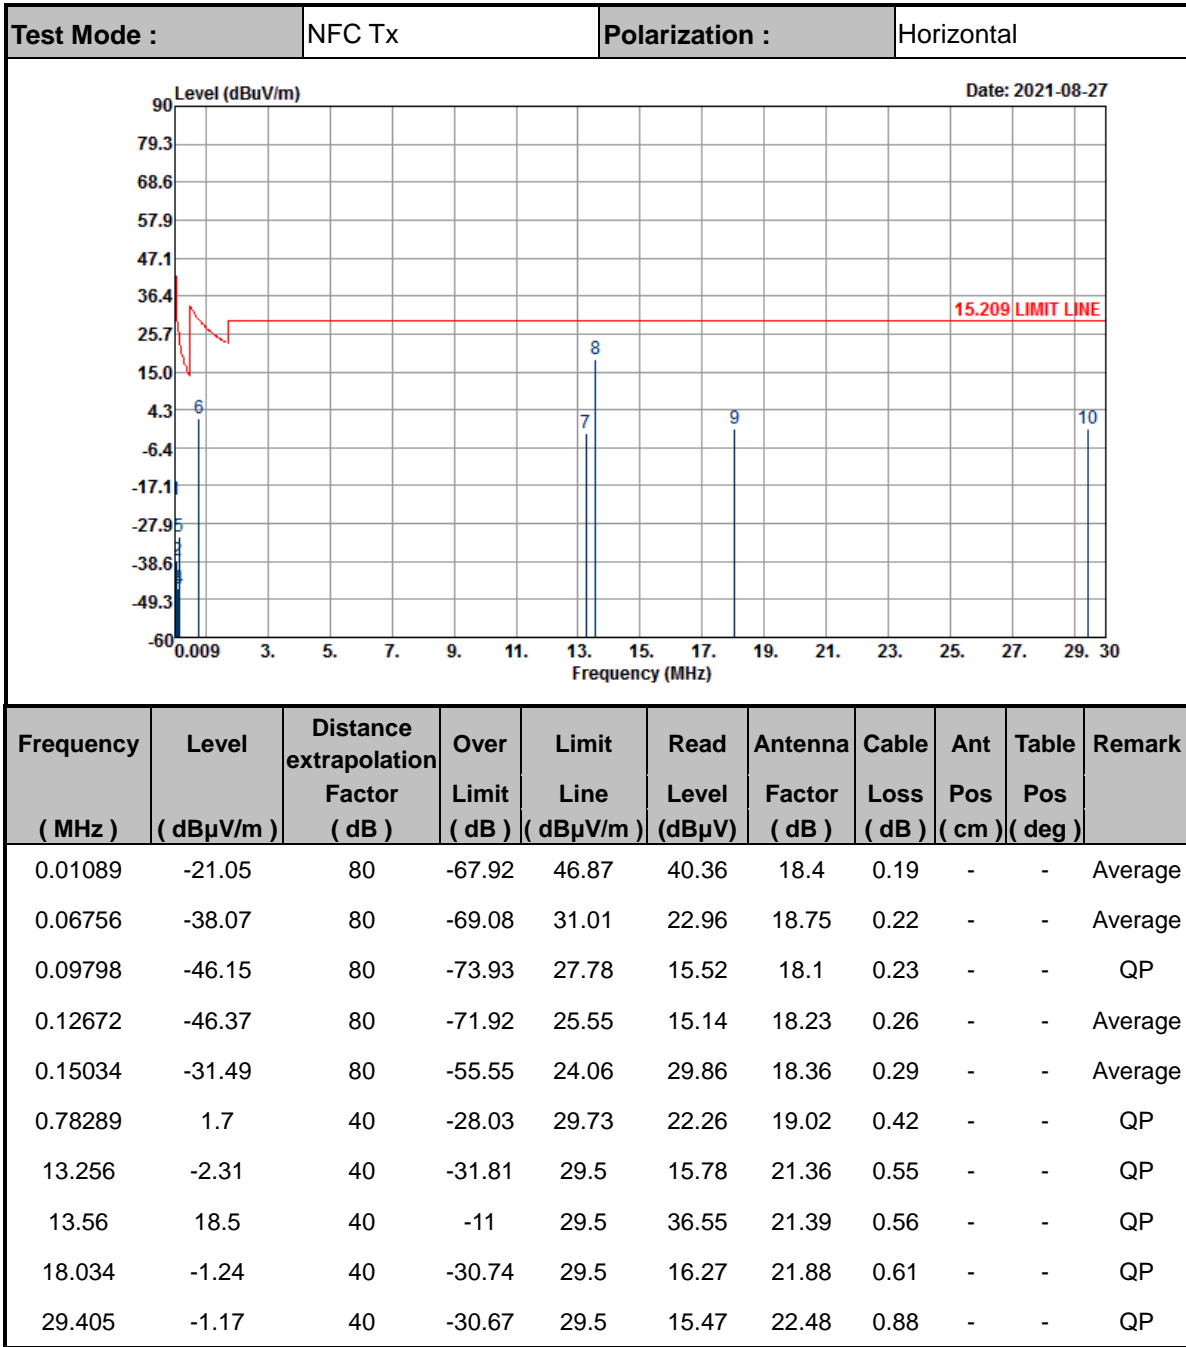 Test Mode : NFC Tx Polarization : Horizontal
Level (dBuV/m) Date: 2021-08-27
90
79.3
68.6
57.9
47.1
36.4
15.209 LIMIT LINE
25.7
8
15.0
4.3
6
7
9
10
-6.4
-17.1
1
-27.9
5
2
-38.6
4
-49.3
-60
0.009 3. 5. 7. 9. 11. 13. 15. 17. 19. 21. 23. 25. 27. 29. 30
Frequency (MHz)
Frequency Level Distance extrapolation Over Limit Read Antenna Cable Ant Table Remark
Factor Limit Line Level Factor Loss Pos Pos
( MHz ) ( dBµV/m ) ( dB ) ( dB ) ( dBµV/m ) (dBµV) ( dB ) ( dB ) ( cm ) ( deg )
0.01089 -21.05 80 -67.92 46.87 40.36 18.4 0.19 - - Average
0.06756 -38.07 80 -69.08 31.01 22.96 18.75 0.22 - - Average
0.09798 -46.15 80 -73.93 27.78 15.52 18.1 0.23 - - QP
0.12672 -46.37 80 -71.92 25.55 15.14 18.23 0.26 - - Average
0.15034 -31.49 80 -55.55 24.06 29.86 18.36 0.29 - - Average
0.78289 1.7 40 -28.03 29.73 22.26 19.02 0.42 - - QP
13.256 -2.31 40 -31.81 29.5 15.78 21.36 0.55 - - QP
13.56 18.5 40 -11 29.5 36.55 21.39 0.56 - - QP
18.034 -1.24 40 -30.74 29.5 16.27 21.88 0.61 - - QP
29.405 -1.17 40 -30.67 29.5 15.47 22.48 0.88 - - QP